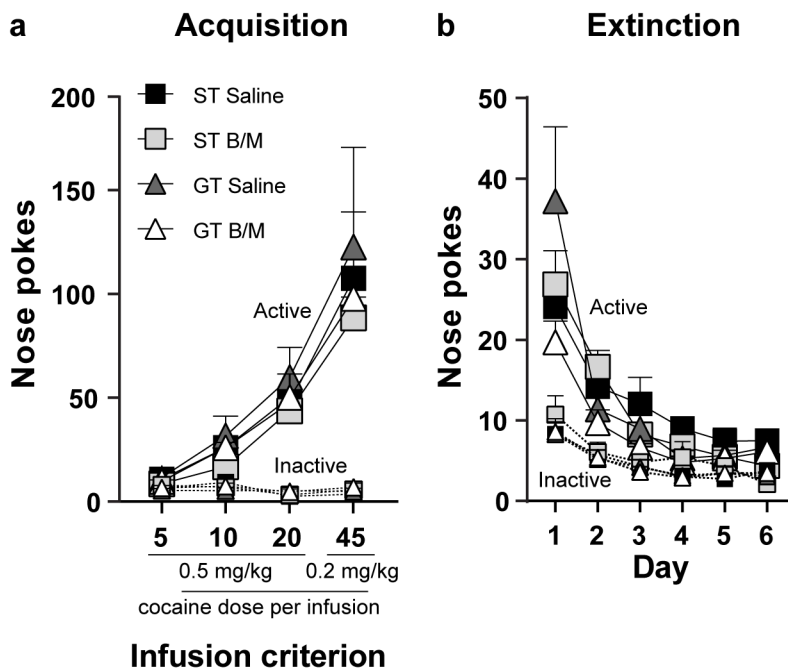 a Acquisition
200
150
100
50
0
Nose pokes
ST Saline
ST B/M
GT Saline
GT B/M
Active
Inactive
5 10 20 45
0.5 mg/kg 0.2 mg/kg
cocaine dose per infusion
Infusion criterion
b Extinction
50
40
30
20
10
0
Nose pokes
Active
Inactive
1 2 3 4 5 6
Day